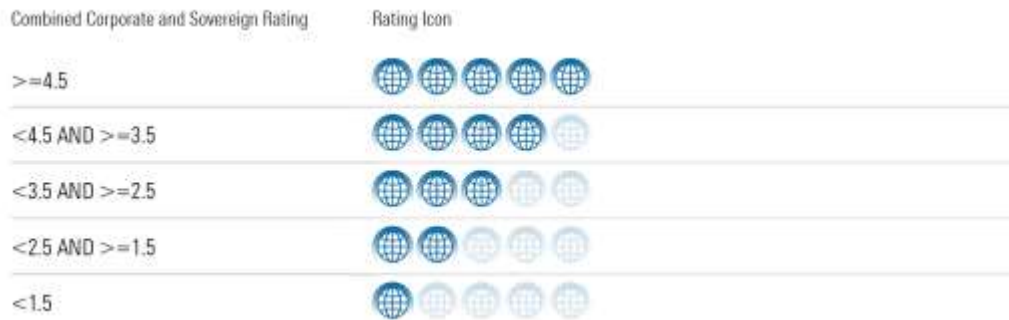 Combined Corporate and Sovereign Rating Rating Icon
>=4.5
<4.5 AND >=3.5
<3.5 AND >=2.5
<2.5 AND >=1.5
<1.5